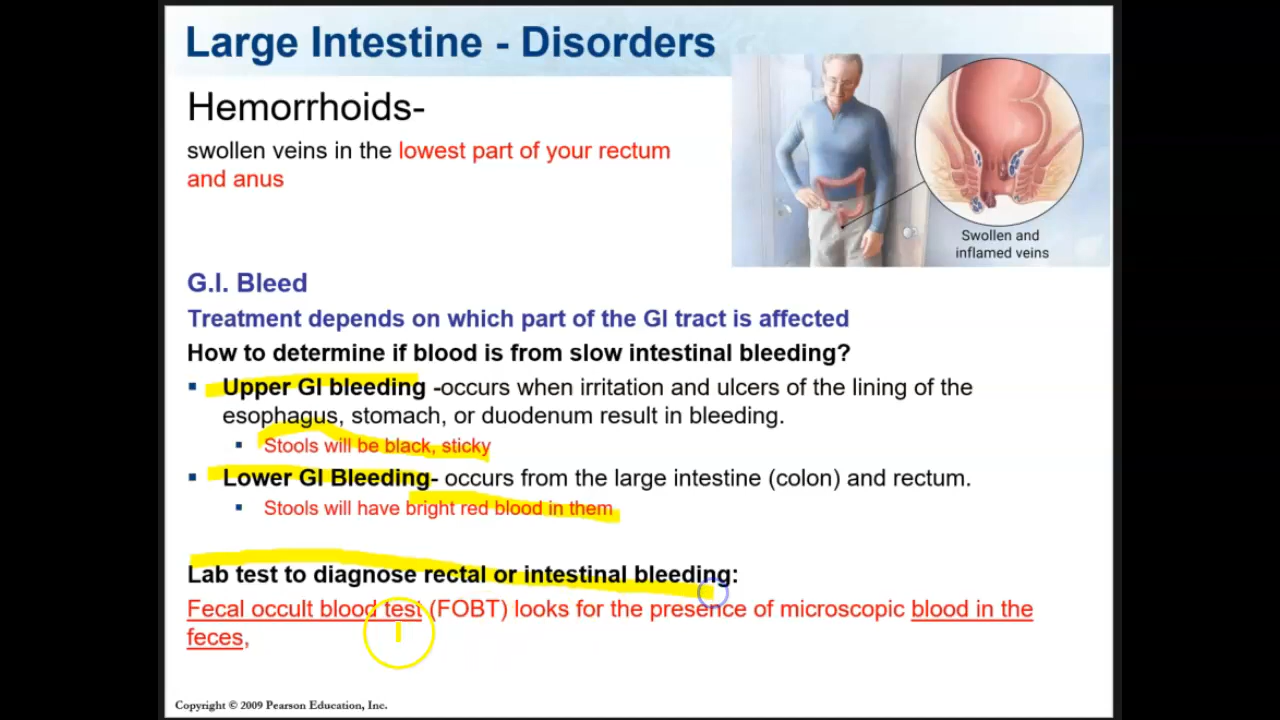 Large Intestine - Disorders
Hemorrhoids-
swollen veins in the lowest part of your rectum
and anus
Swollen and
inflamed veins
G.I. Bleed
Treatment depends on which part of the GI tract is affected
How to determine if blood is from slow intestinal bleeding?
▪ Upper GI bleeding -occurs when irritation and ulcers of the lining of the
esophagus, stomach, or duodenum result in bleeding.
▪ Stools will be black, sticky
▪ Lower GI Bleeding- occurs from the large intestine (colon) and rectum.
▪ Stools will have bright red blood in them
Lab test to diagnose rectal or intestinal bleeding:
Fecal occult blood test (FOBT) looks for the presence of microscopic blood in the
feces,
Copyright © 2009 Pearson Education, Inc.